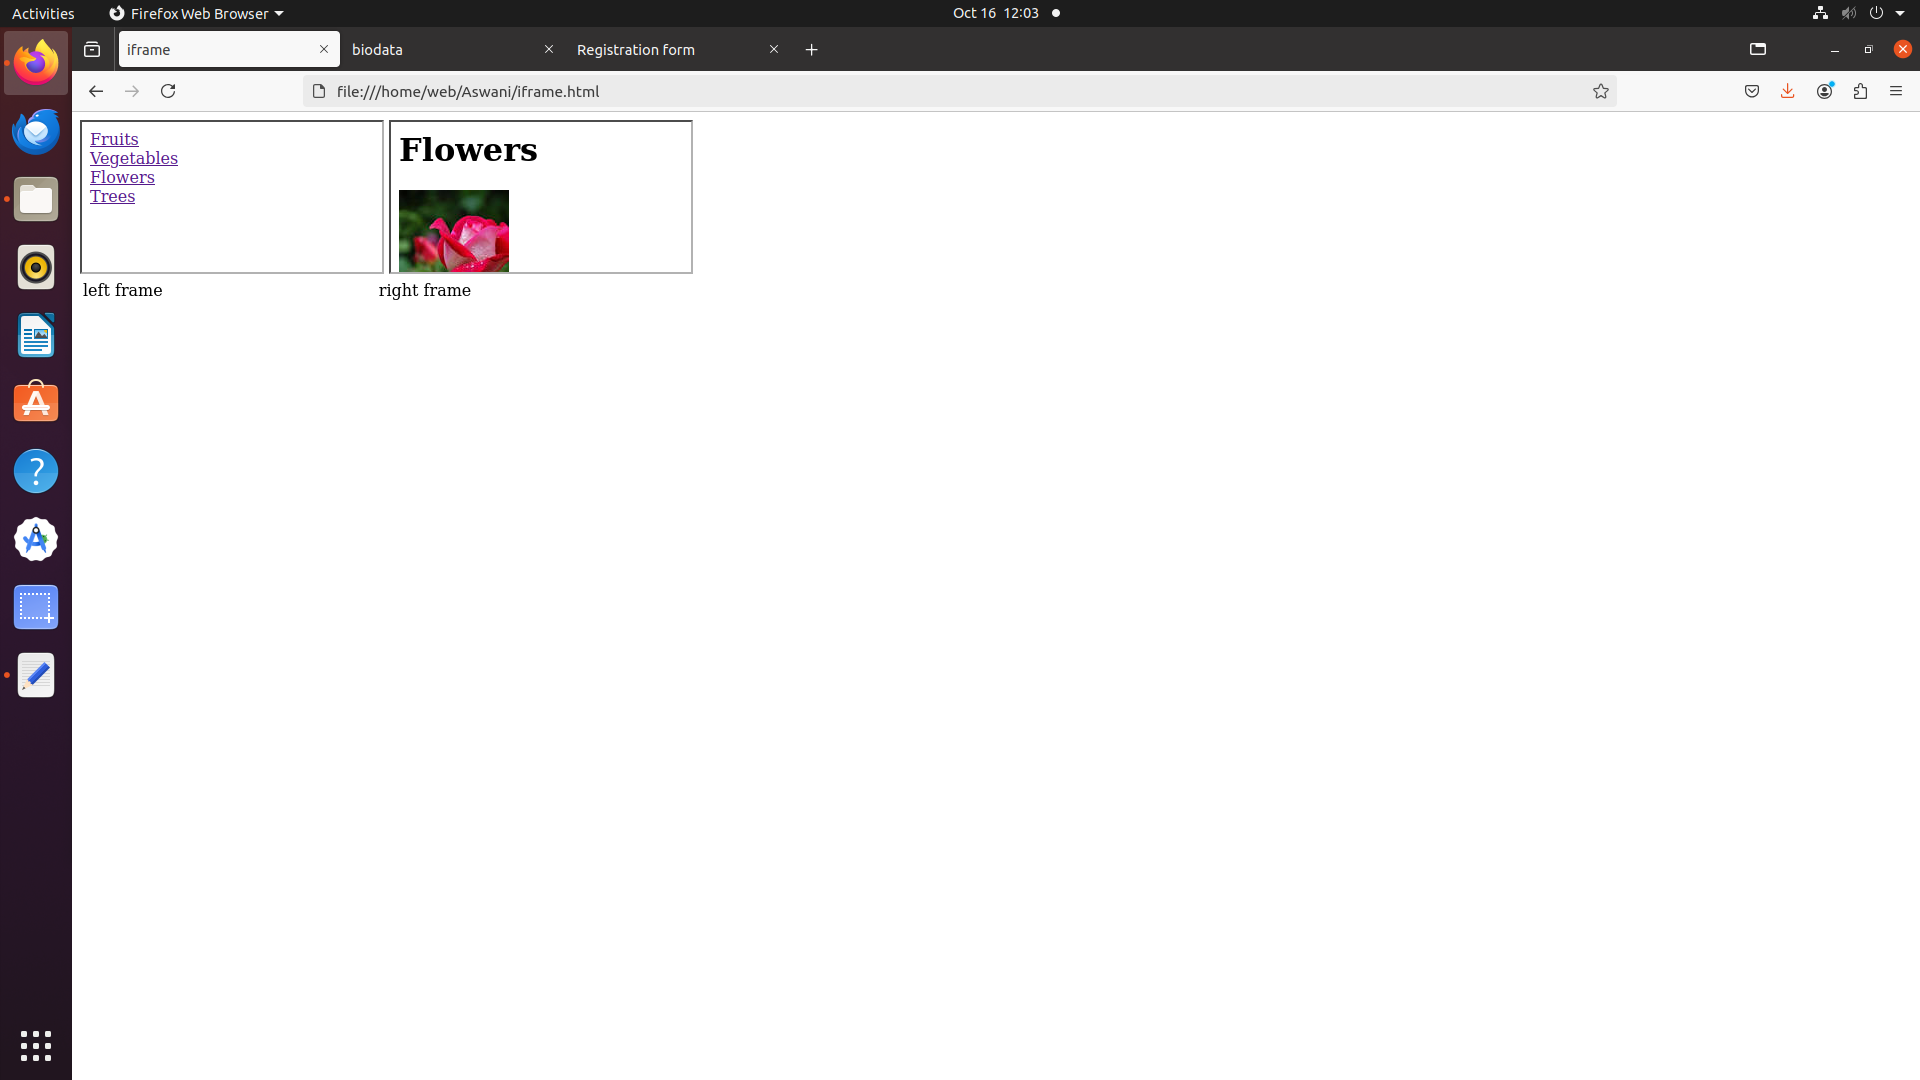 Activities
Firefox Web Browser
Oct 16 12:03
iframe
biodata
Registration form
file:///home/web/Aswani/iframe.html
Fruits
Vegetables
Flowers
Trees
Flowers
left frame
right frame